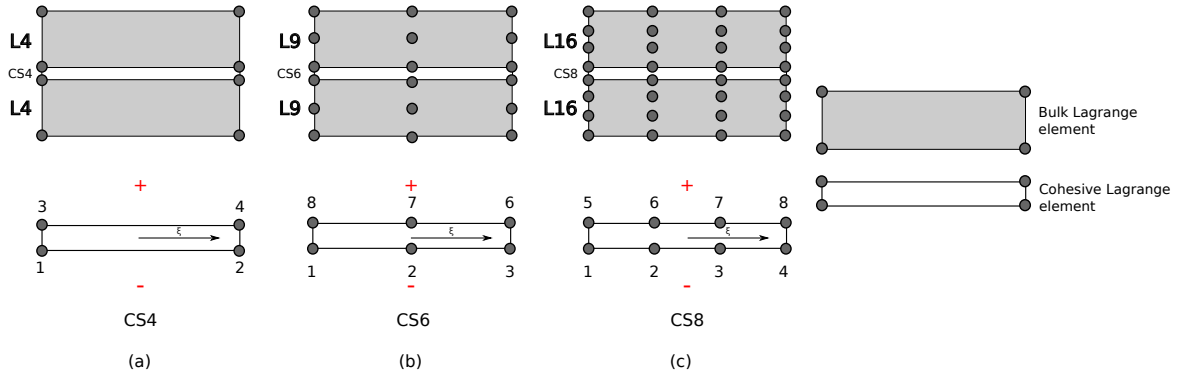 L4
CS4
L4
L9
CS6
L9
L16
CS8
L16
Bulk Lagrange
element
Cohesive Lagrange
element
+
3 4
ξ
1 2
-
CS4
(a)
+
8 7 6
ξ
1 2 3
-
CS6
(b)
+
5 6 7 8
ξ
1 2 3 4
-
CS8
(c)